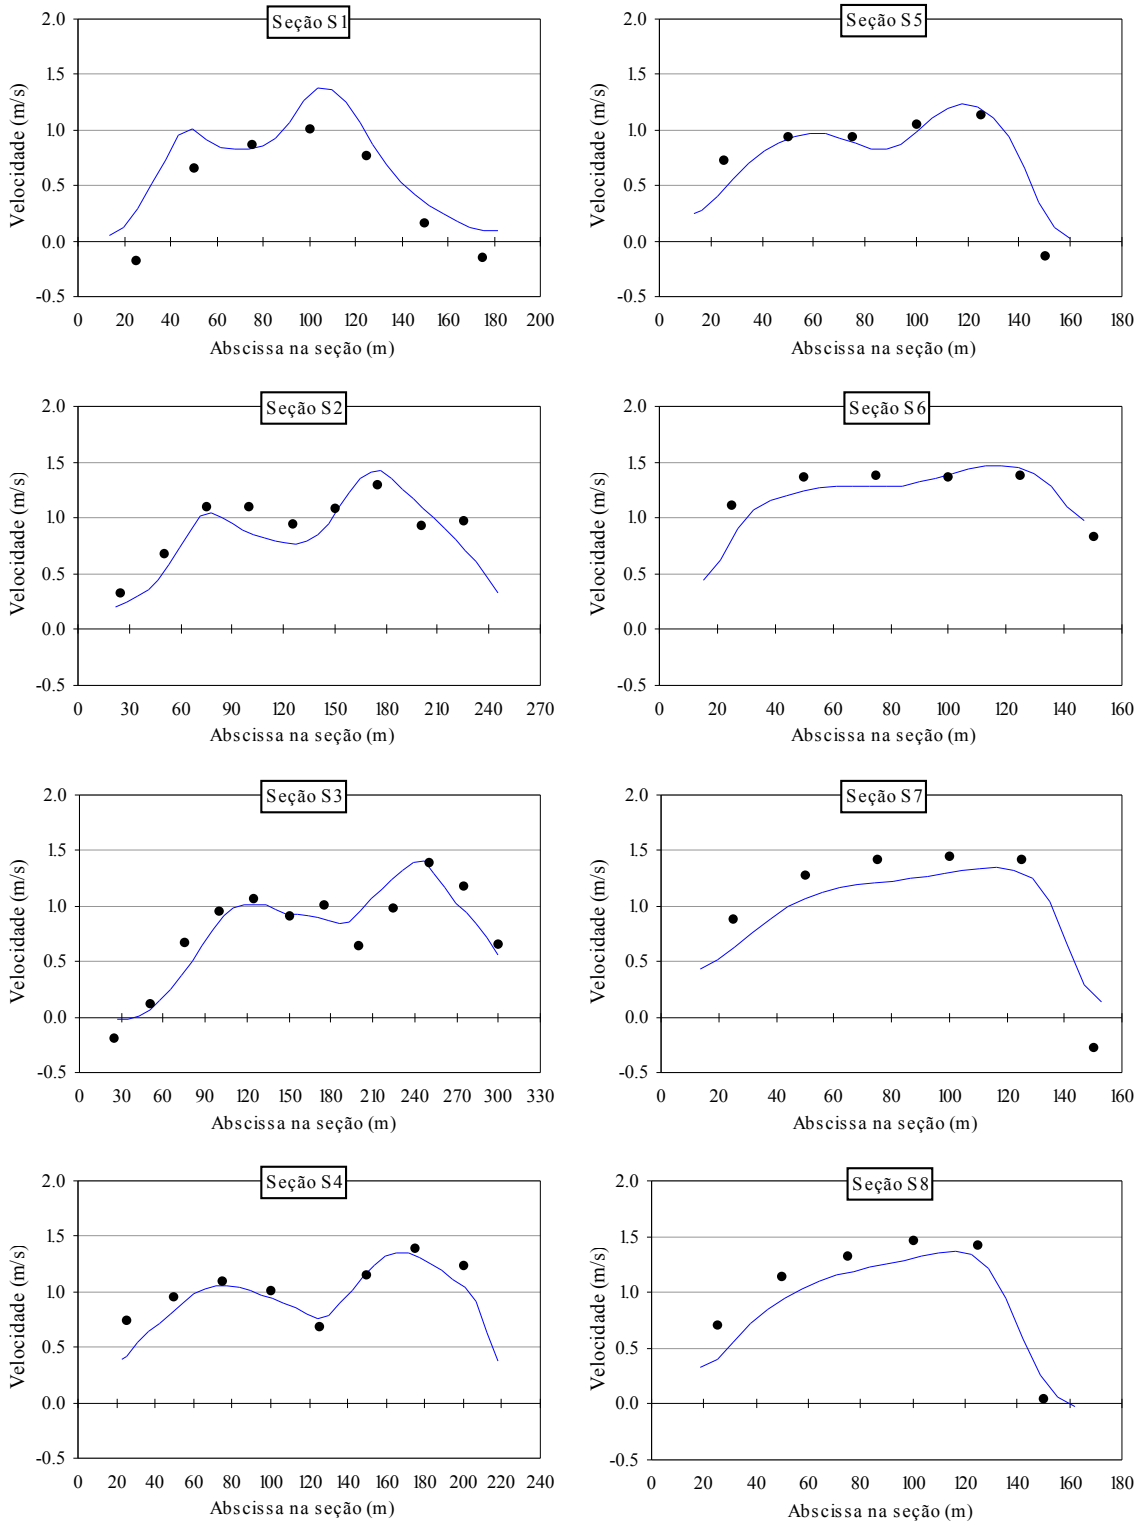 Seção S1
2.0
1.5
1.0
0.5
0.0
-0.5
Velocidade (m/s)
0 20 40 60 80 100 120 140 160 180 200
Abscissa na seção (m)
Seção S5
2.0
1.5
1.0
0.5
0.0
-0.5
Velocidade (m/s)
0 20 40 60 80 100 120 140 160 180
Abscissa na seção (m)
Seção S2
2.0
1.5
1.0
0.5
0.0
-0.5
Velocidade (m/s)
0 30 60 90 120 150 180 210 240 270
Abscissa na seção (m)
Seção S6
2.0
1.5
1.0
0.5
0.0
-0.5
Velocidade (m/s)
0 20 40 60 80 100 120 140 160
Abscissa na seção (m)
Seção S3
2.0
1.5
1.0
0.5
0.0
-0.5
Velocidade (m/s)
0 30 60 90 120 150 180 210 240 270 300 330
Abscissa na seção (m)
Seção S7
2.0
1.5
1.0
0.5
0.0
-0.5
Velocidade (m/s)
0 20 40 60 80 100 120 140 160
Abscissa na seção (m)
Seção S4
2.0
1.5
1.0
0.5
0.0
-0.5
Velocidade (m/s)
0 20 40 60 80 100 120 140 160 180 200 220 240
Abscissa na seção (m)
Seção S8
2.0
1.5
1.0
0.5
0.0
-0.5
Velocidade (m/s)
0 20 40 60 80 100 120 140 160 180
Abscissa na seção (m)